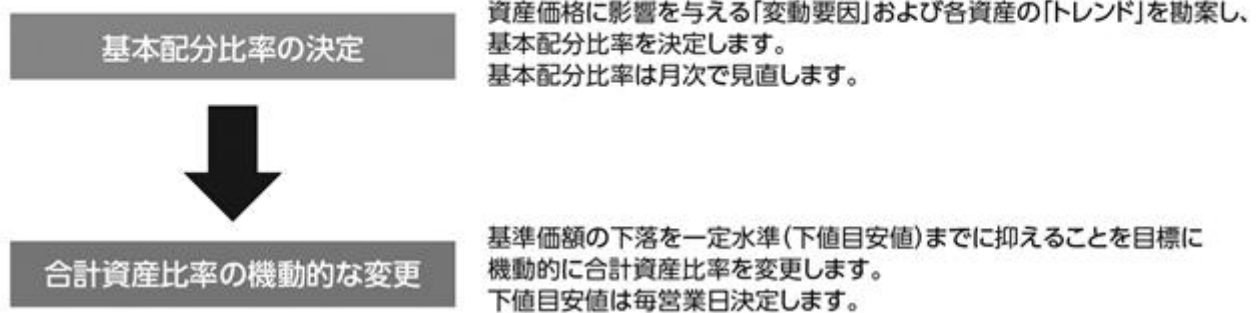 基本配分比率の決定
資産価格に影響を与える「変動要因」および各資産の「トレンド」を勘案し、
基本配分比率を決定します。
基本配分比率は月次で見直します。
合計資産比率の機動的な変更
基準価額の下落を一定水準(下値目安値)までに抑えることを目標に
機動的に合計資産比率を変更します。
下値目安値は毎営業日決定します。